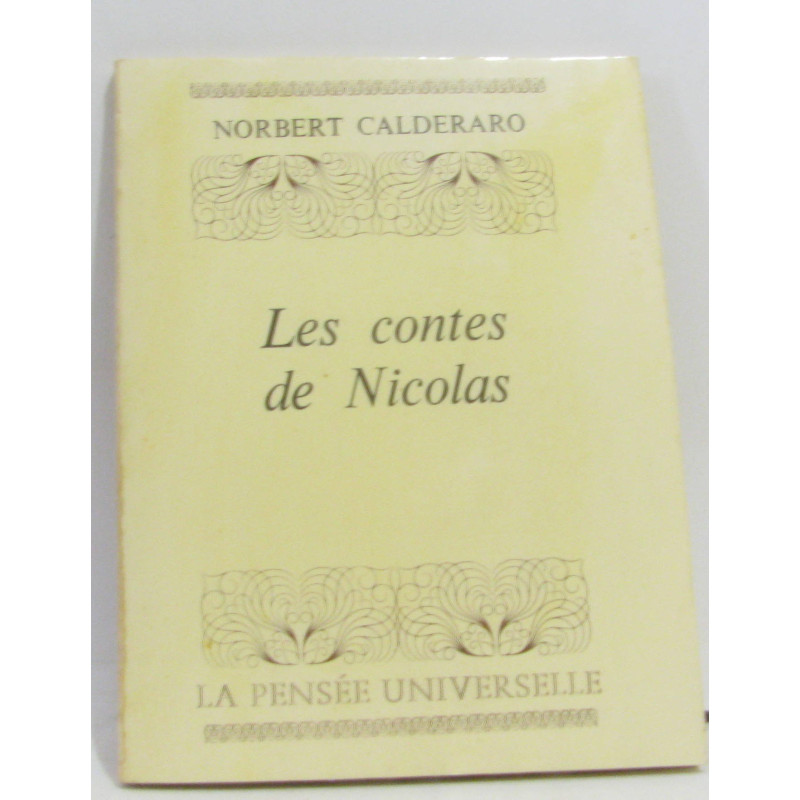 NORBERT CALDERARO
Les contes
de Nicolas
LA PENSÉE UNIVERSELLE